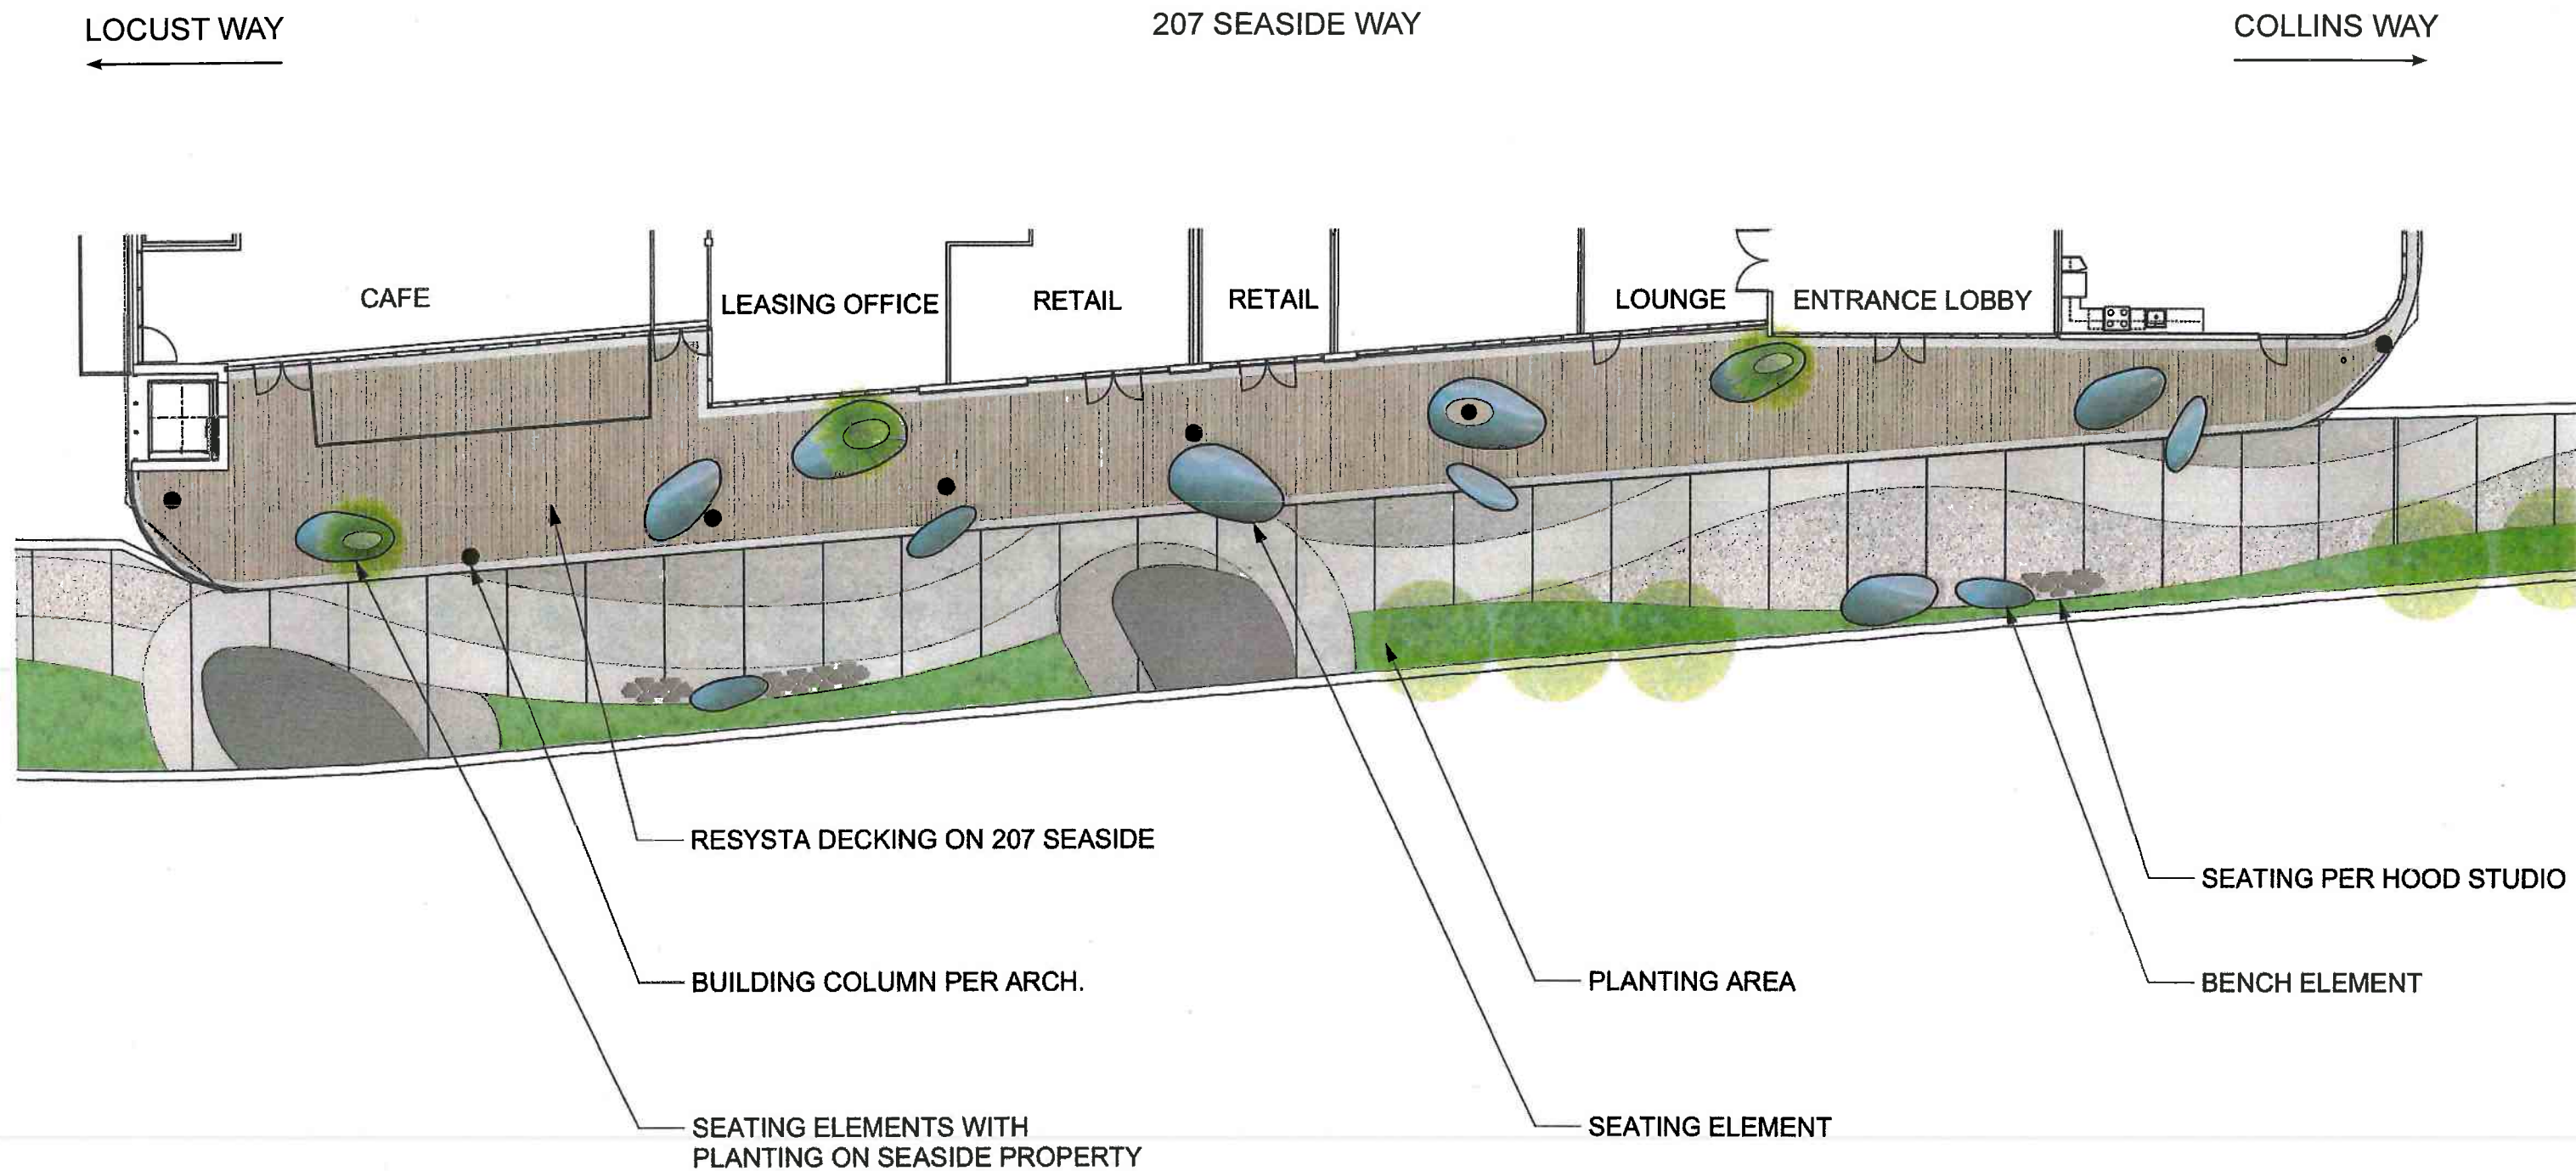 LOCUST WAY
207 SEASIDE WAY
COLLINS WAY
CAFE
LEASING OFFICE
RETAIL
RETAIL
LOUNGE
ENTRANCE LOBBY
RESYSTA DECKING ON 207 SEASIDE
SEATING PER HOOD STUDIO
BUILDING COLUMN PER ARCH.
PLANTING AREA
BENCH ELEMENT
SEATING ELEMENTS WITH
PLANTING ON SEASIDE PROPERTY
SEATING ELEMENT